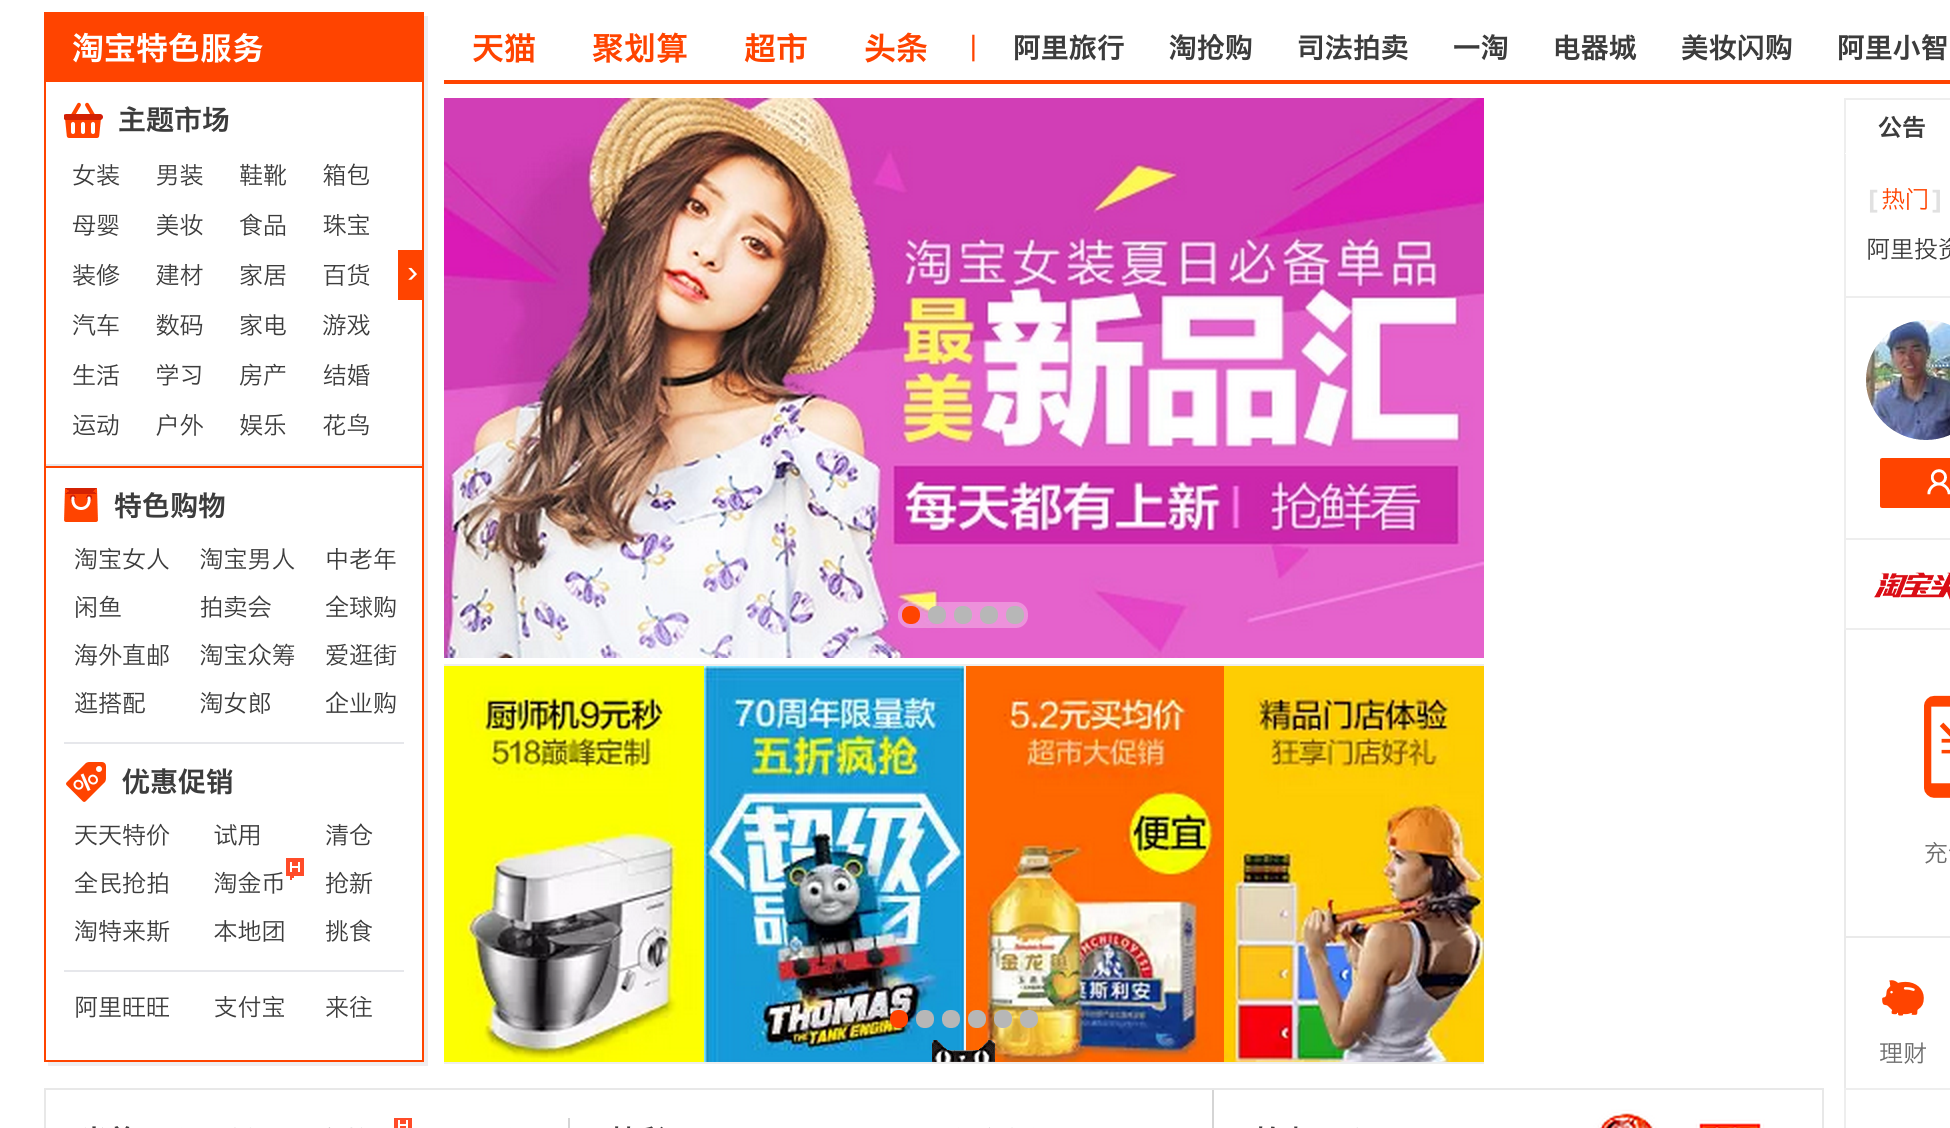 淘宝特色服务
天猫 聚划算 超市 头条 | 阿里旅行 淘抢购 司法拍卖 一淘 电器城 美妆闪购 阿里小智
主题市场
女装 男装 鞋靴 箱包
母婴 美妆 食品 珠宝
装修 建材 家居 百货
汽车 数码 家电 游戏
生活 学习 房产 结婚
运动 户外 娱乐 花鸟
特色购物
淘宝女人 淘宝男人 中老年
闲鱼 拍卖会 全球购
海外直邮 淘宝众筹 爱逛街
逛搭配 淘女郎 企业购
优惠促销
天天特价 试用 清仓
全民抢拍 淘金币 H 抢新
淘特莱斯 本地团 挑食
阿里旺旺 支付宝 来往
淘宝女装夏日必备单品
最美
新品汇
每天都有上新 | 抢鲜看
厨师机9元秒
518巅峰定制
70周年限量款
五折疯抢
超级
品
THOMAS
THE TANK ENGINE
5.2元买均价
超市大促销
便宜
金龙鱼
莫斯利安
精品门店体验
狂享门店好礼
公告
[热门]
阿里投资
淘宝头
充
理财
H